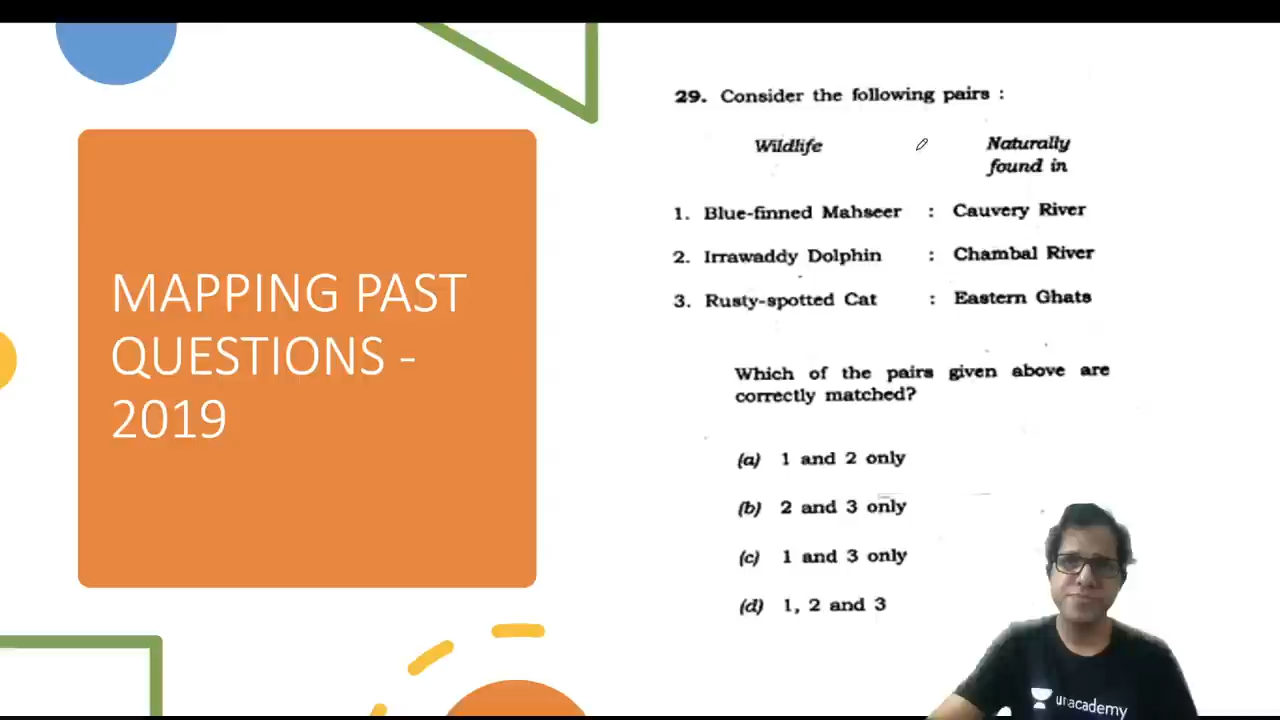 MAPPING PAST
QUESTIONS -
2019
29. Consider the following pairs :
Wildlife
Naturally
found in
1. Blue-finned Mahseer : Cauvery River
2. Irrawaddy Dolphin : Chambal River
3. Rusty-spotted Cat : Eastern Ghats
Which of the pairs given above are
correctly matched?
(a) 1 and 2 only
(b) 2 and 3 only
(c) 1 and 3 only
(d) 1, 2 and 3
unacademy